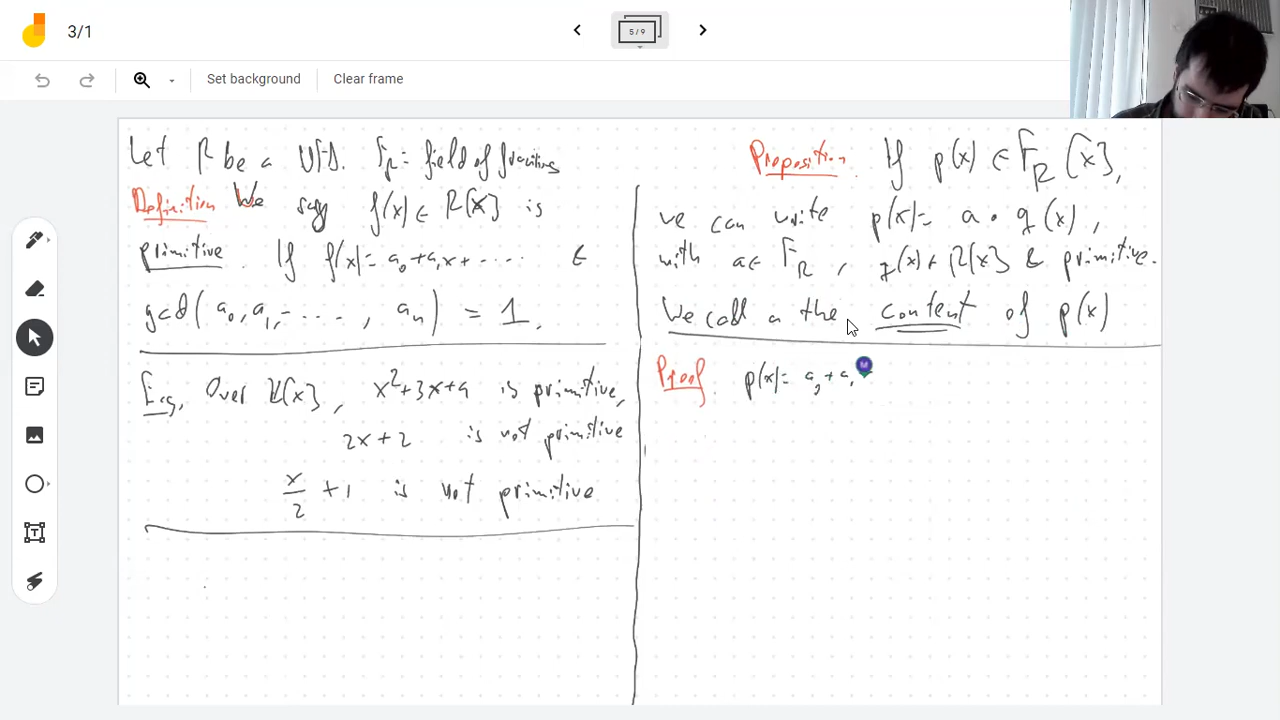 3/1
5/9
Set background
Clear frame
Let R be a UFD. F_R = field of fractions
Definition We say f(x) ∈ R[x] is
primitive. If f(x) = a₀ + a₁x + ..... ∈
gcd(a₀, a₁, - ...., aₙ) = 1.
E.g. Over Z[x], x² + 3x + 9 is primitive,
2x + 2 is not primitive
x/2 + 1 is not primitive
Proposition. If p(x) ∈ F_R[x],
we can write p(x) = a • q(x),
with a ∈ F_R, q(x) ∈ R[x] & primitive.
We call a the content of p(x)
Proof. p(x) = a₀ + a₁
M